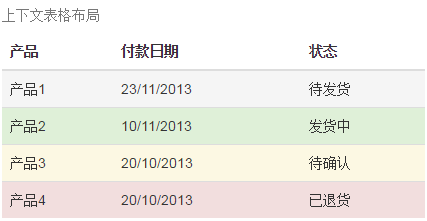 上下文表格布局
产品 付款日期 状态
产品1 23/11/2013 待发货
产品2 10/11/2013 发货中
产品3 20/10/2013 待确认
产品4 20/10/2013 已退货